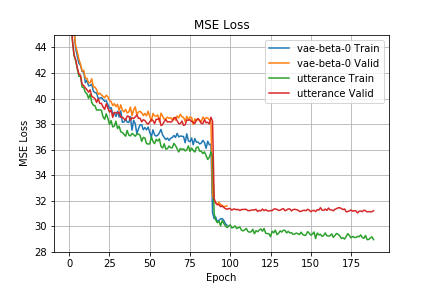 MSE Loss
44
42
40
38
36
34
32
30
28
MSE Loss
vae-beta-0 Train
vae-beta-0 Valid
utterance Train
utterance Valid
0 25 50 75 100 125 150 175
Epoch